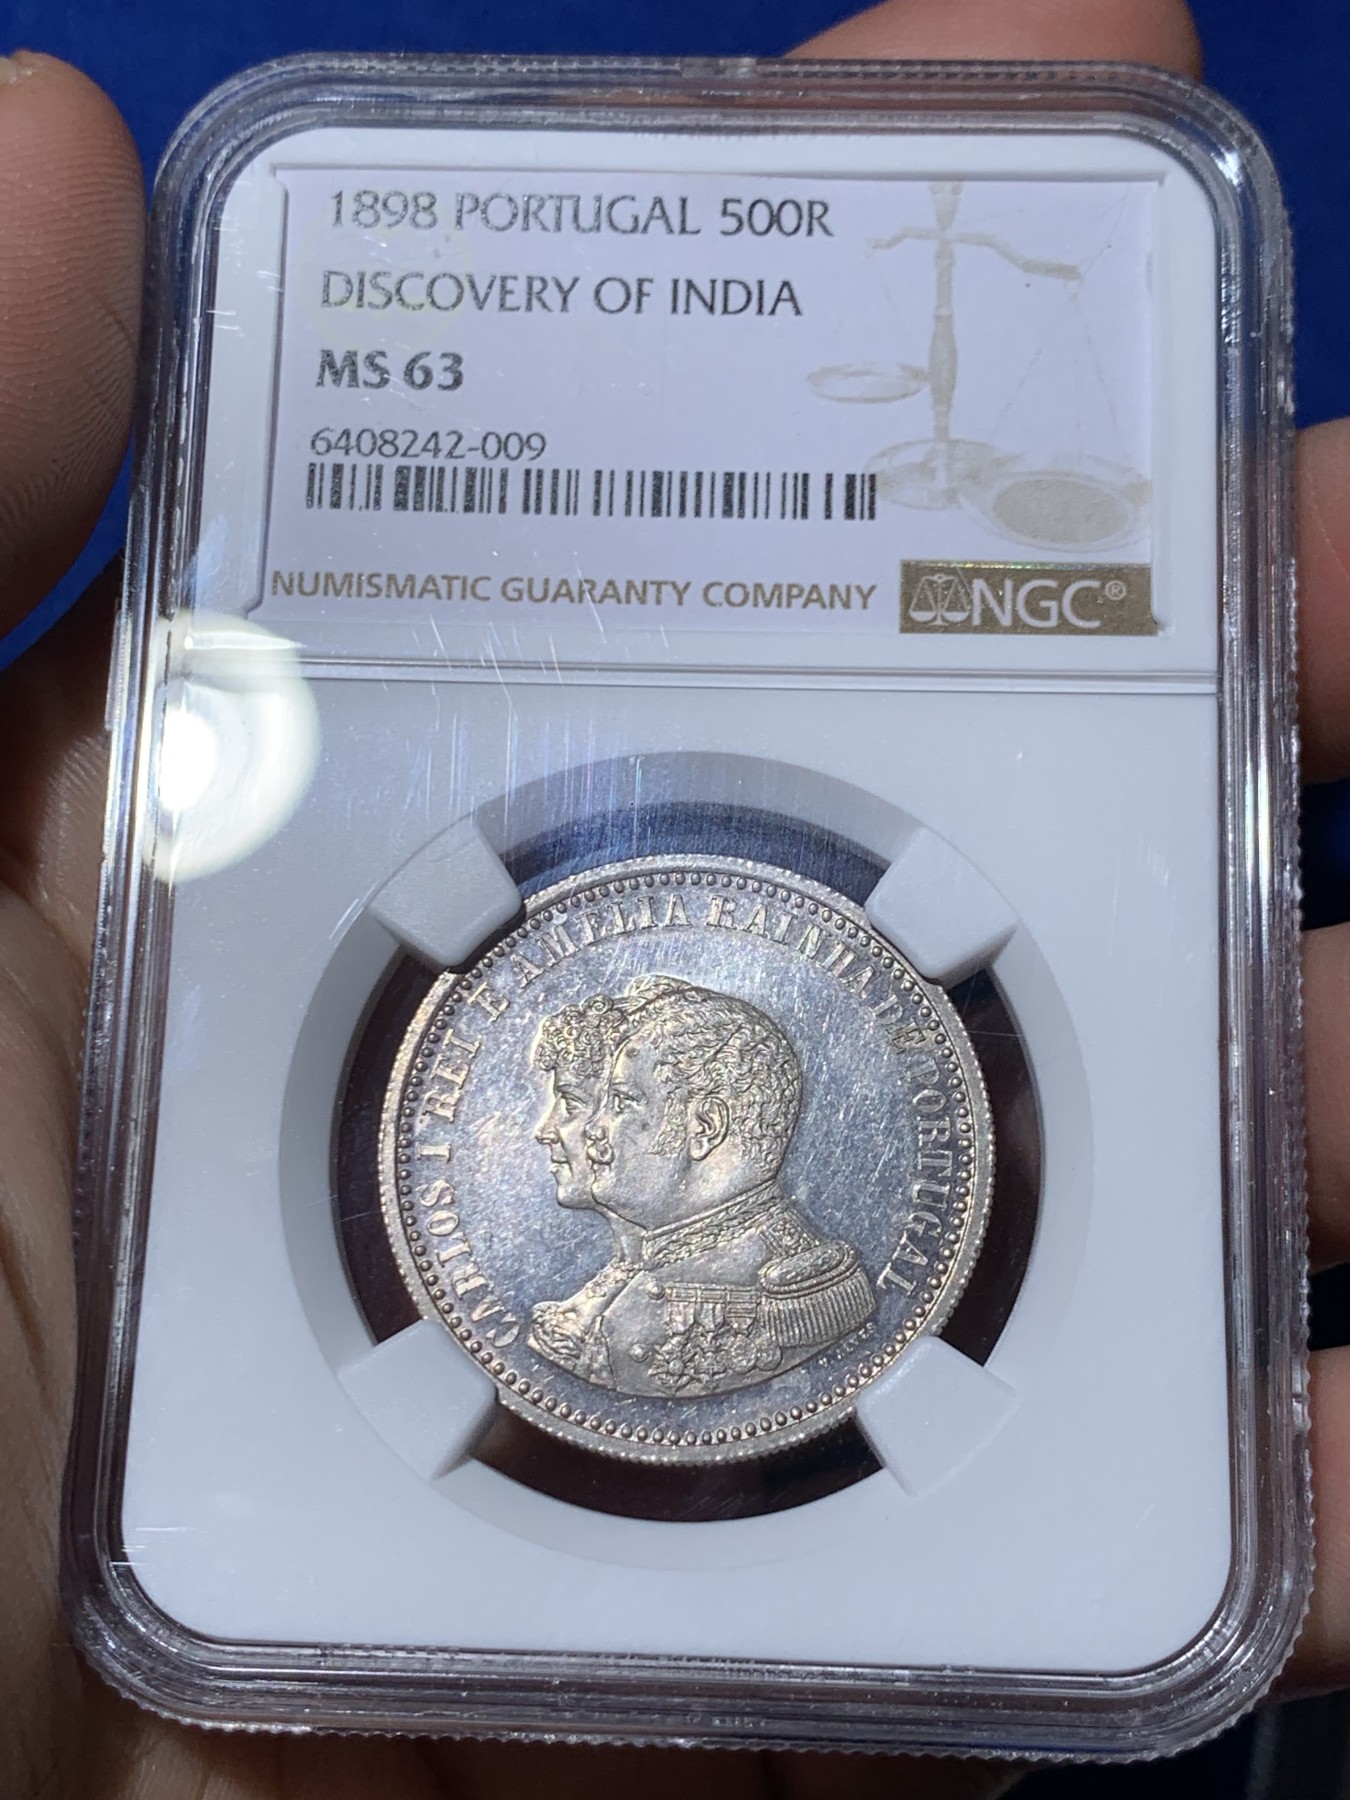 1898 PORTUGAL 500R
DISCOVERY OF INDIA
MS 63
6408242-009
NUMISMATIC GUARANTY COMPANY
NGC®
CARLOS I REI E AMELIA RAINHA DE PORTUGAL